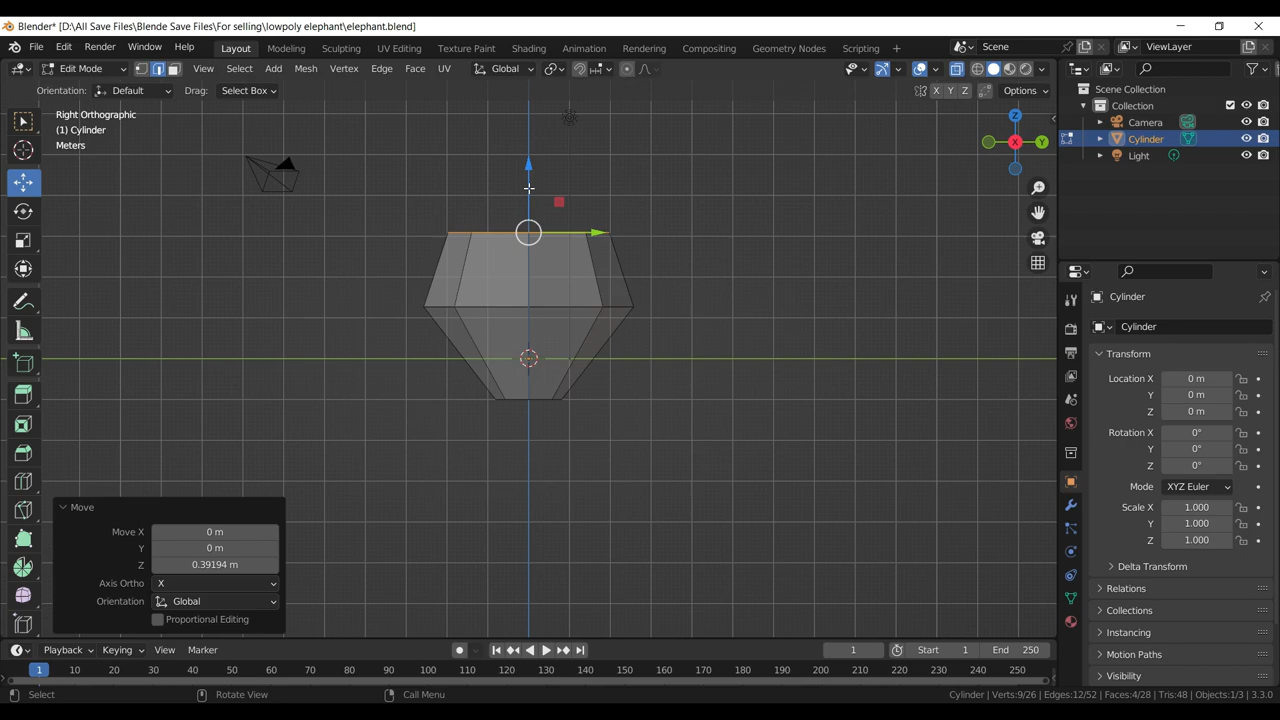 Blender* [D:\All Save Files\Blende Save Files\For selling\lowpoly elephant\elephant.blend]
File Edit Render Window Help Layout Modeling Sculpting UV Editing Texture Paint Shading Animation Rendering Compositing Geometry Nodes Scripting + Scene ViewLayer
Edit Mode View Select Add Mesh Vertex Edge Face UV Global
Orientation: Default Drag: Select Box X Y Z Options
Scene Collection
Collection
Camera
Cylinder
Light
Right Orthographic
(1) Cylinder
Meters
Z
X
Y
Cylinder
Cylinder
Transform
Location X 0 m
Y 0 m
Z 0 m
Rotation X 0°
Y 0°
Z 0°
Mode XYZ Euler
Scale X 1.000
Y 1.000
Z 1.000
Delta Transform
Relations
Collections
Instancing
Motion Paths
Visibility
Move
Move X 0 m
Y 0 m
Z 0.39194 m
Axis Ortho X
Orientation Global
Proportional Editing
Playback Keying View Marker 1 Start 1 End 250
1 10 20 30 40 50 60 70 80 90 100 110 120 130 140 150 160 170 180 190 200 210 220 230 240 250
Select Rotate View Call Menu Cylinder | Verts:9/26 | Edges:12/52 | Faces:4/28 | Tris:48 | Objects:1/3 | 3.3.0